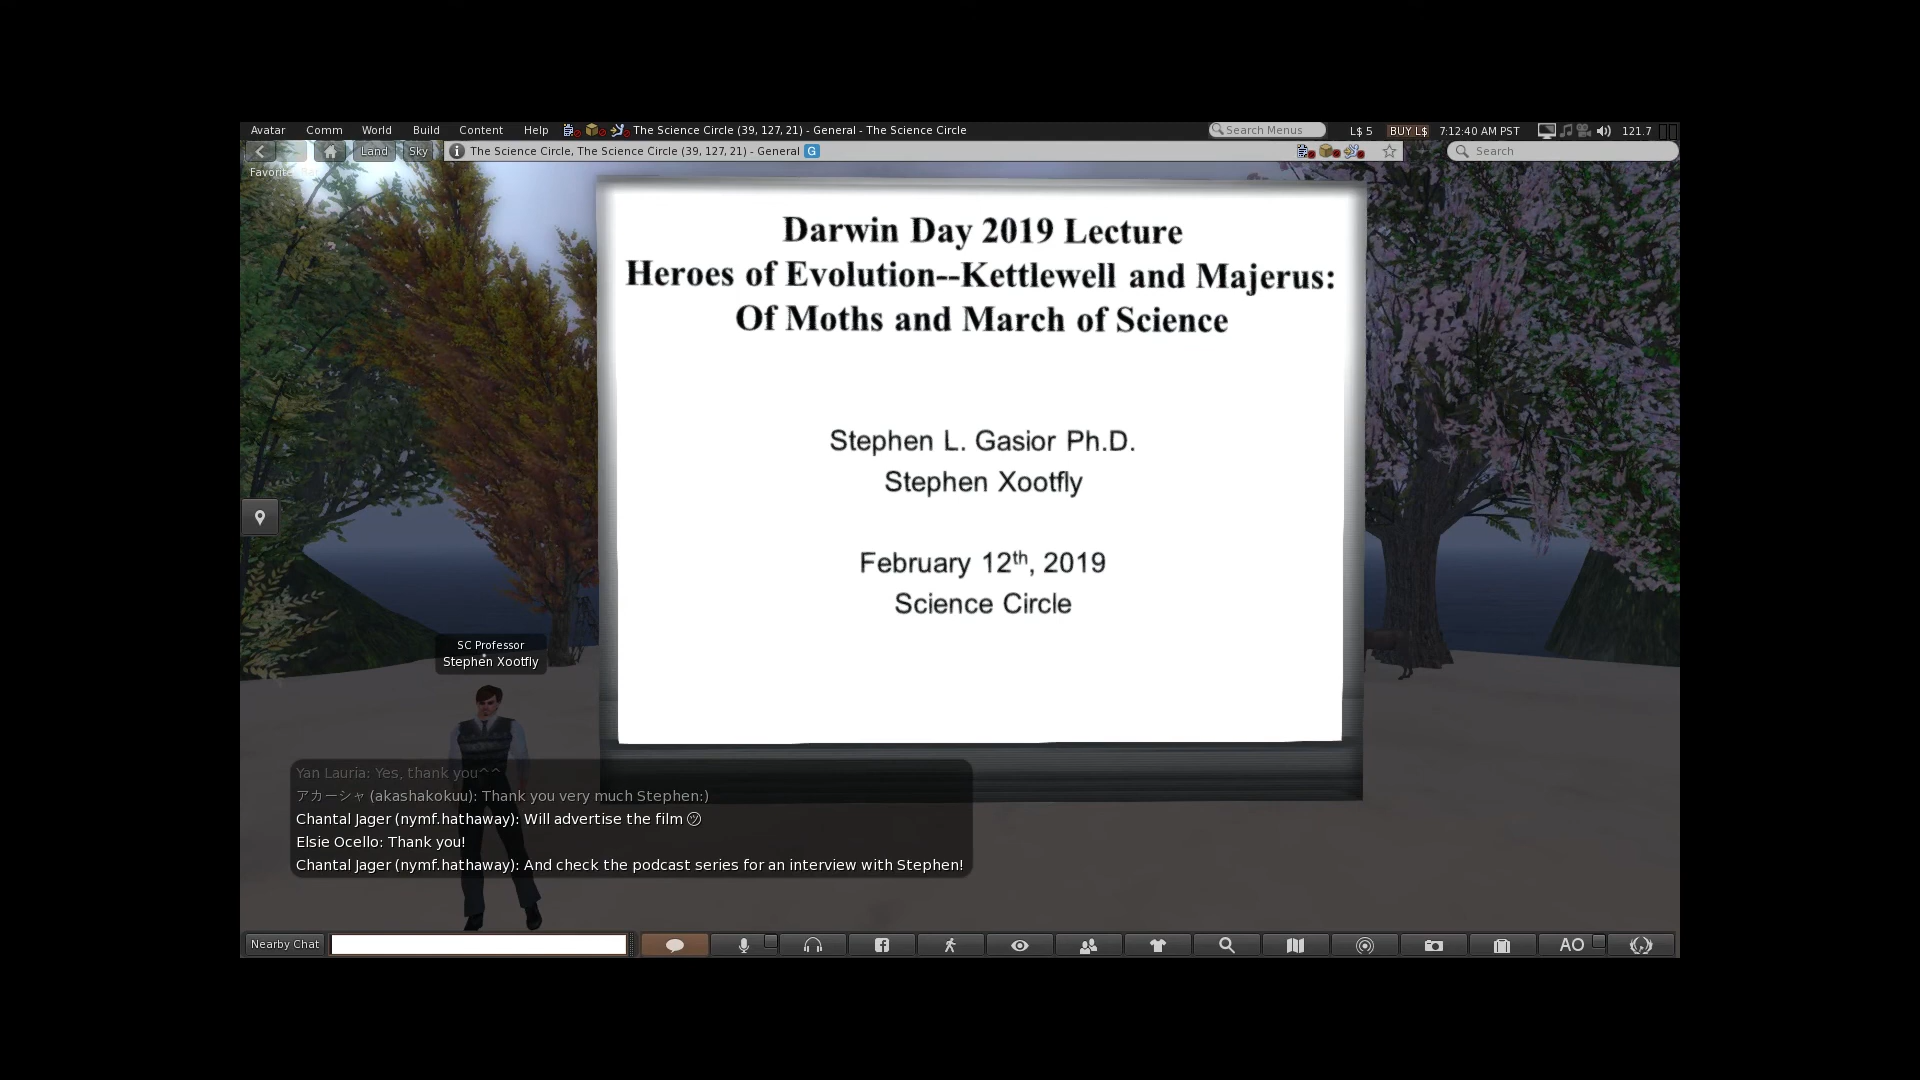 Avatar Comm World Build Content Help The Science Circle (39, 127, 21) - General - The Science Circle Search Menus L$ 5 BUY L$ 7:12:40 AM PST 121.7
Land Sky The Science Circle, The Science Circle (39, 127, 21) - General G Search
Darwin Day 2019 Lecture
Heroes of Evolution--Kettlewell and Majerus:
Of Moths and March of Science
Stephen L. Gasior Ph.D.
Stephen Xootfly
February 12th, 2019
Science Circle
SC Professor
Stephen Xootfly
Yan Lauria: Yes, thank you^^
アカーシャ (akashakokuu): Thank you very much Stephen:)
Chantal Jager (nymf.hathaway): Will advertise the film ㋡
Elsie Ocello: Thank you!
Chantal Jager (nymf.hathaway): And check the podcast series for an interview with Stephen!
Nearby Chat AO